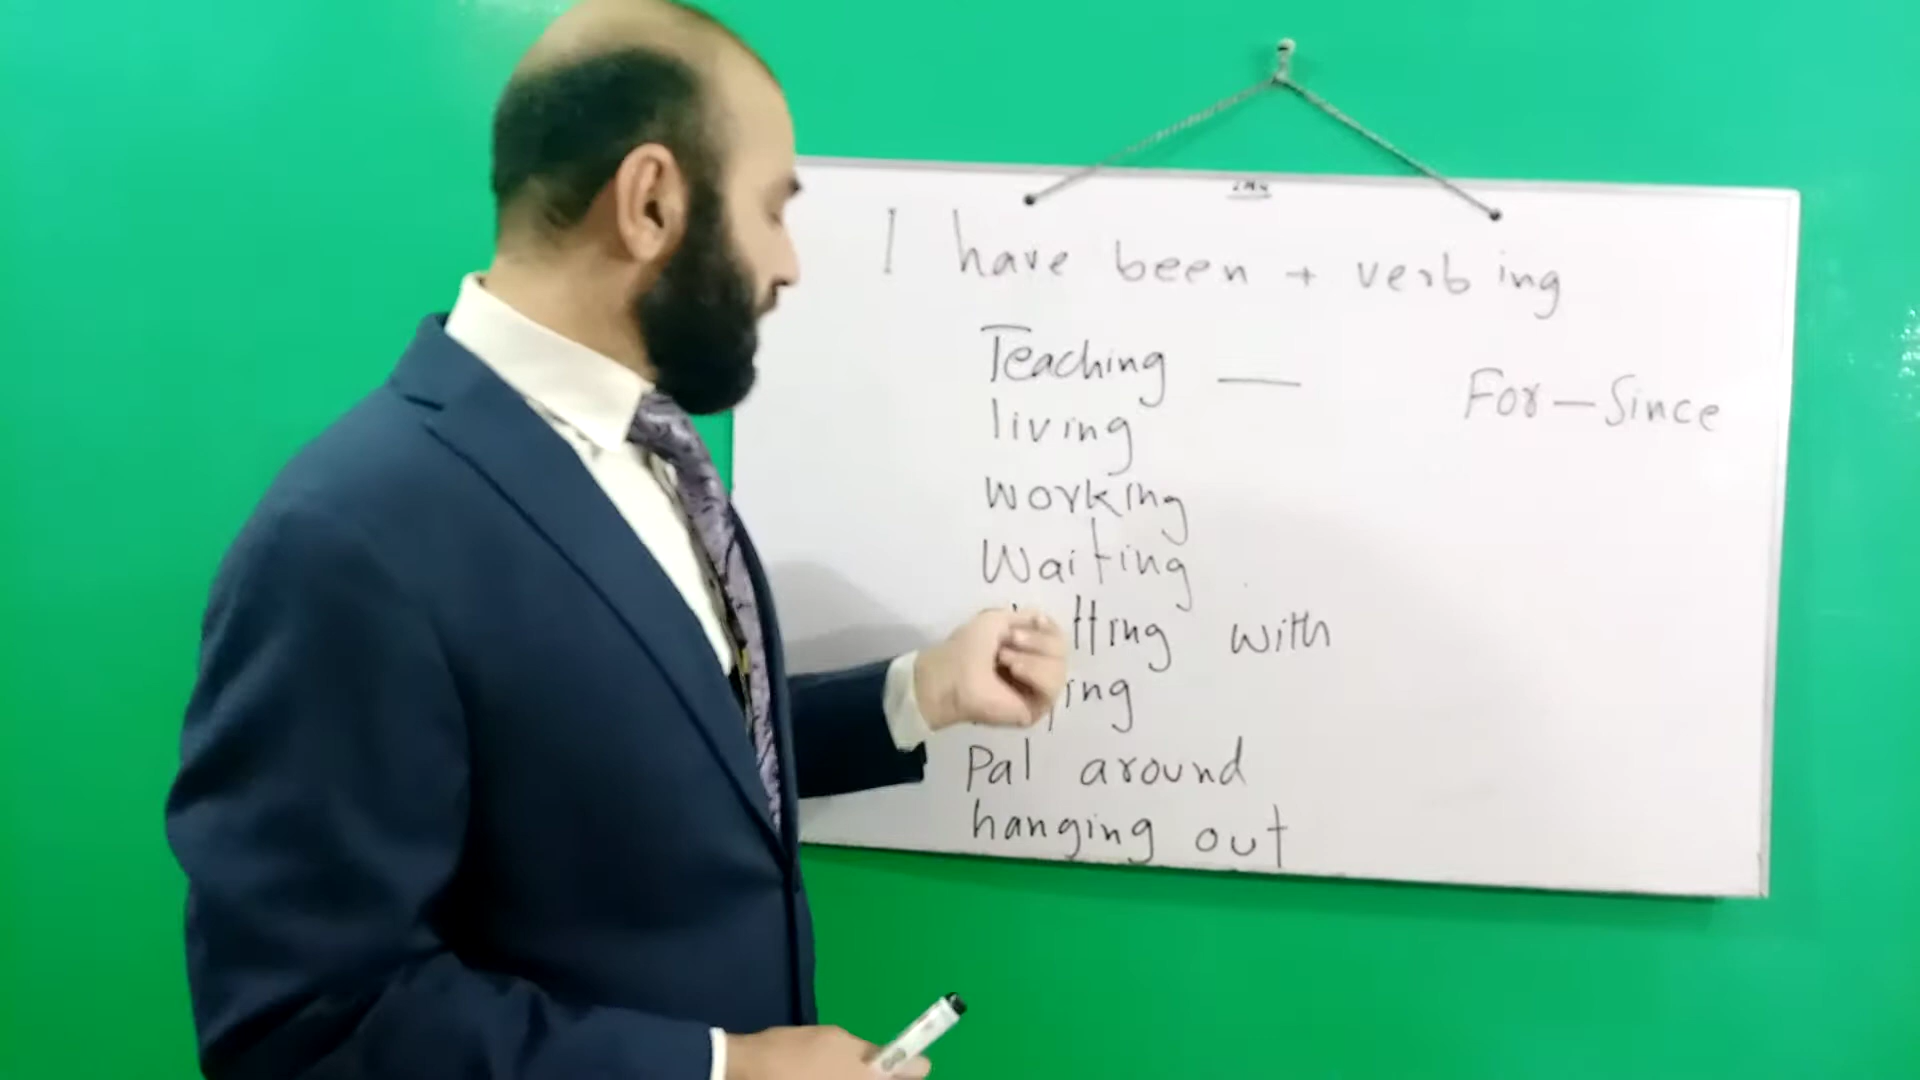 I have been + verb ing
Teaching — For — Since
living
working
Waiting
with
Pal around
hanging out